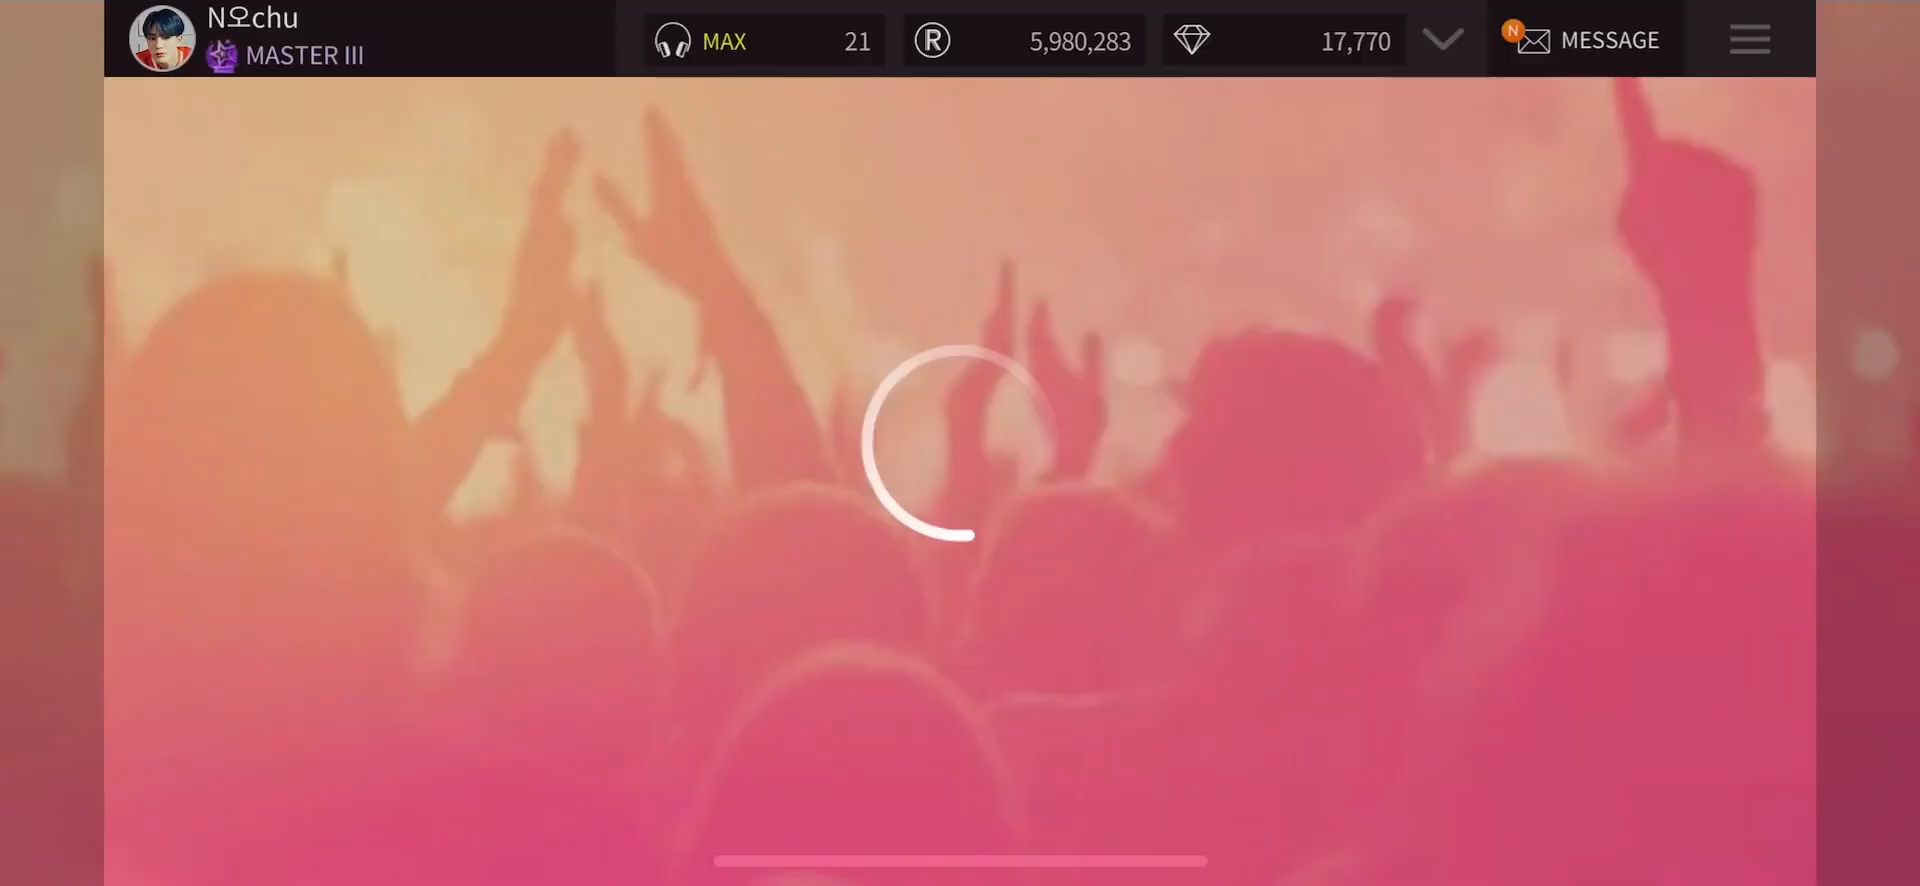 N오chu
MASTER III
MAX 21
R 5,980,283
17,770
N MESSAGE